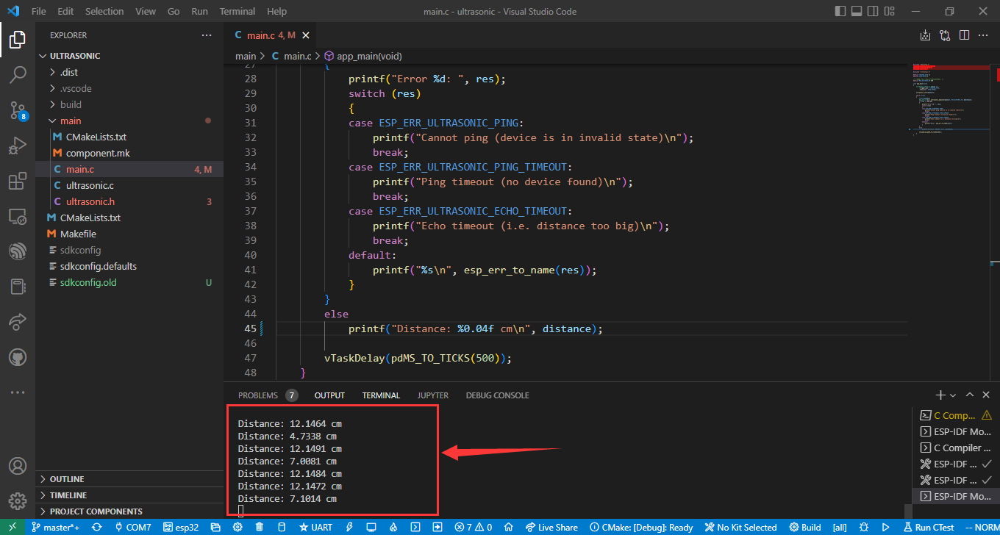 File Edit Selection View Go Run Terminal Help
main.c - ultrasonic - Visual Studio Code
EXPLORER
ULTRASONIC
.dist
.vscode
build
main
CMakeLists.txt
component.mk
main.c 4, M
ultrasonic.c
ultrasonic.h 3
CMakeLists.txt
Makefile
sdkconfig
sdkconfig.defaults
sdkconfig.old U
OUTLINE
TIMELINE
PROJECT COMPONENTS
8
main.c 4, M
main > main.c > app_main(void)
27 {
28 printf("Error %d: ", res);
29 switch (res)
30 {
31 case ESP_ERR_ULTRASONIC_PING:
32 printf("Cannot ping (device is in invalid state)\n");
33 break;
34 case ESP_ERR_ULTRASONIC_PING_TIMEOUT:
35 printf("Ping timeout (no device found)\n");
36 break;
37 case ESP_ERR_ULTRASONIC_ECHO_TIMEOUT:
38 printf("Echo timeout (i.e. distance too big)\n");
39 break;
40 default:
41 printf("%s\n", esp_err_to_name(res));
42 }
43 }
44 else
45 printf("Distance: %0.04f cm\n", distance);
46
47 vTaskDelay(pdMS_TO_TICKS(500));
48 }
PROBLEMS 7 OUTPUT TERMINAL JUPYTER DEBUG CONSOLE
Distance: 12.1464 cm
Distance: 4.7338 cm
Distance: 12.1491 cm
Distance: 7.0081 cm
Distance: 12.1484 cm
Distance: 12.1472 cm
Distance: 7.1014 cm
C Comp...
ESP-IDF Mo...
C Compiler ...
ESP-IDF ...
ESP-IDF ...
ESP-IDF Mo...
master*+ COM7 esp32 UART 7 0 Live Share CMake: [Debug]: Ready No Kit Selected Build [all] Run CTest -- NORM